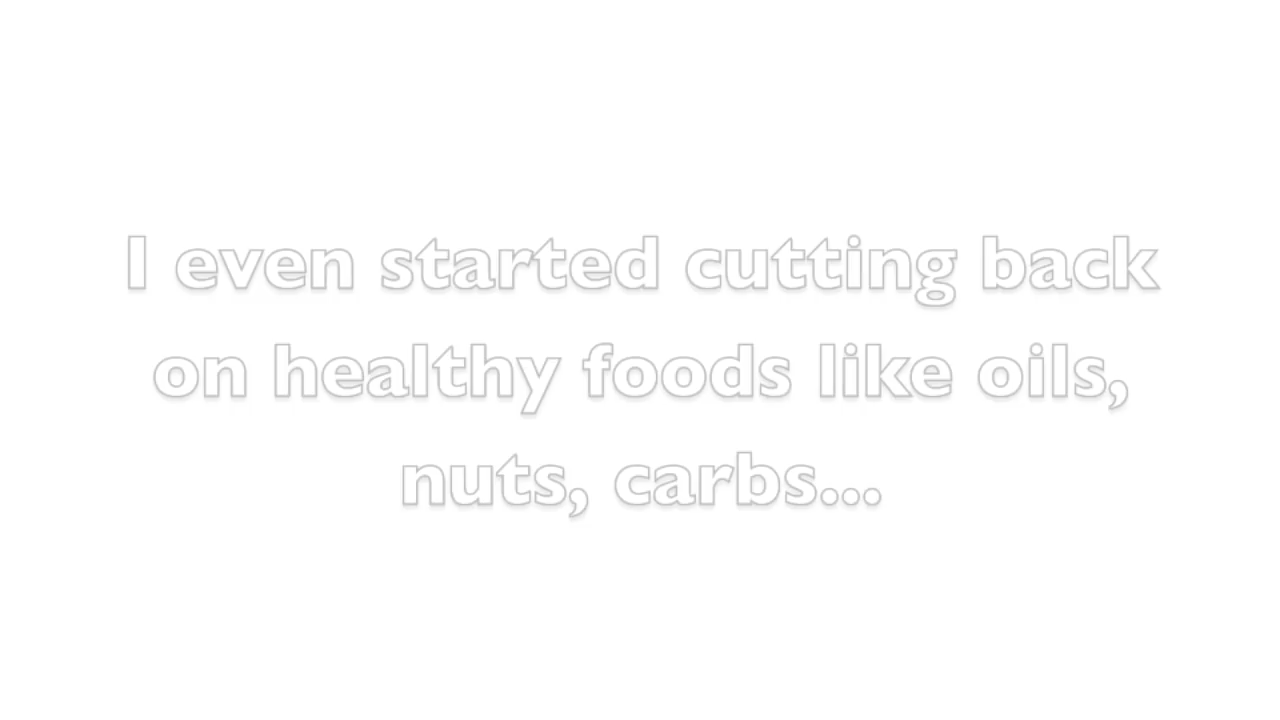 I even started cutting back
on healthy foods like oils,
nuts, carbs...